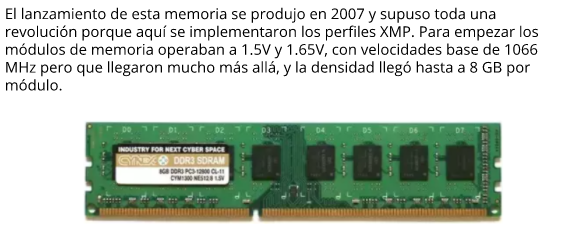 El lanzamiento de esta memoria se produjo en 2007 y supuso toda una
revolución porque aquí se implementaron los perfiles XMP. Para empezar los
módulos de memoria operaban a 1.5V y 1.65V, con velocidades base de 1066
MHz pero que llegaron mucho más allá, y la densidad llegó hasta a 8 GB por
módulo.
D0 D1 D2 D3 D4 D5 D6 D7
INDUSTRY FOR NEXT CYBER SPACE
DDR3 SDRAM
8GB DDR3 PC3-12800 CL-11
1.5V